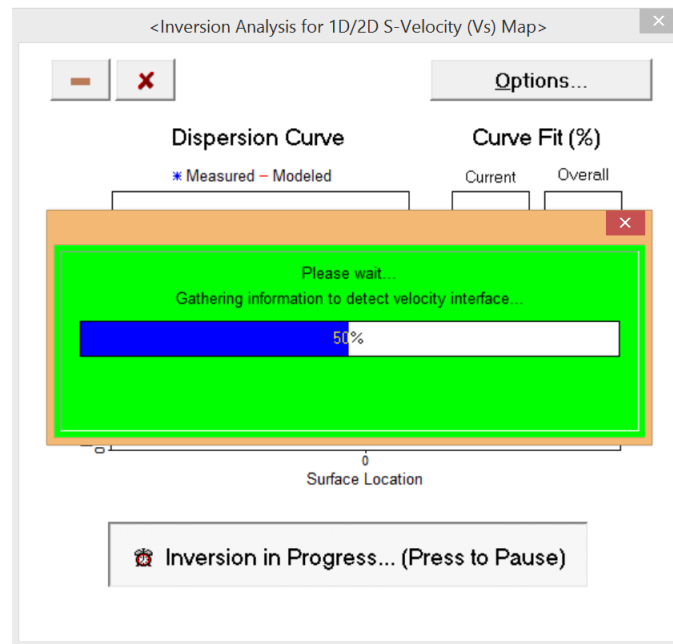 <Inversion Analysis for 1D/2D S-Velocity (Vs) Map>
Options...
Dispersion Curve
Curve Fit (%)
* Measured − Modeled
Current
Overall
Please wait...
Gathering information to detect velocity interface...
50%
0
0
Surface Location
Inversion in Progress... (Press to Pause)